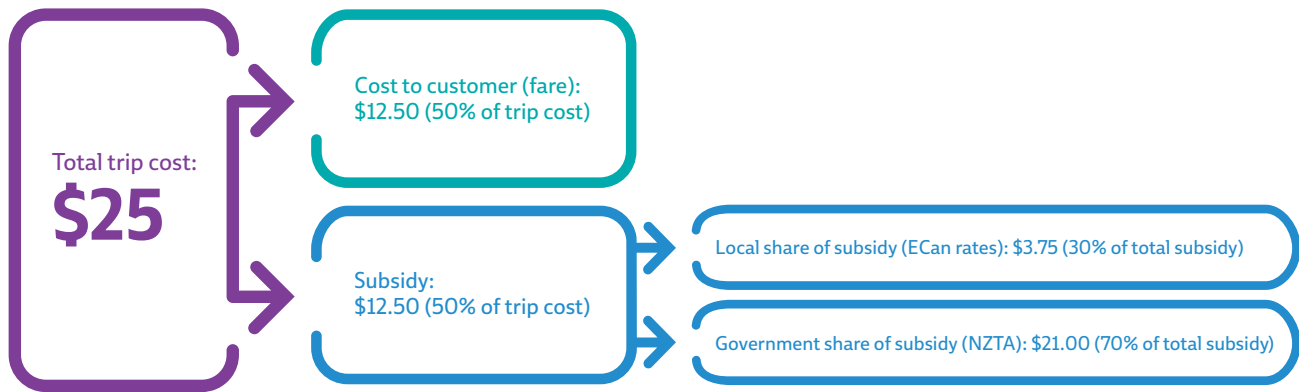 Total trip cost:
$25
Cost to customer (fare):
$12.50 (50% of trip cost)
Subsidy:
$12.50 (50% of trip cost)
Local share of subsidy (ECan rates): $3.75 (30% of total subsidy)
Government share of subsidy (NZTA): $21.00 (70% of total subsidy)